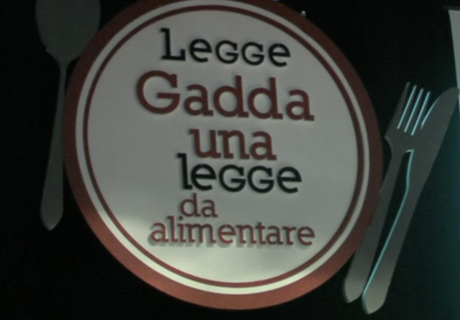 Legge
Gadda
una
legge
da
alimentare